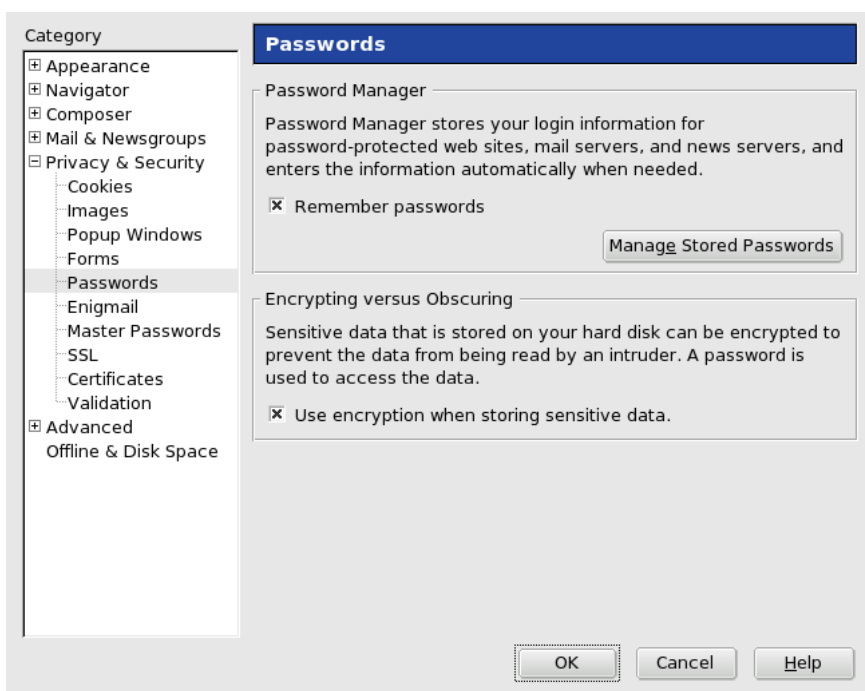 Category
Appearance
Navigator
Composer
Mail & Newsgroups
Privacy & Security
Cookies
Images
Popup Windows
Forms
Passwords
Enigmail
Master Passwords
SSL
Certificates
Validation
Advanced
Offline & Disk Space
Passwords
Password Manager
Password Manager stores your login information for
password-protected web sites, mail servers, and news servers, and
enters the information automatically when needed.
Remember passwords
Manage Stored Passwords
Encrypting versus Obscuring
Sensitive data that is stored on your hard disk can be encrypted to
prevent the data from being read by an intruder. A password is
used to access the data.
Use encryption when storing sensitive data.
OK
Cancel
Help